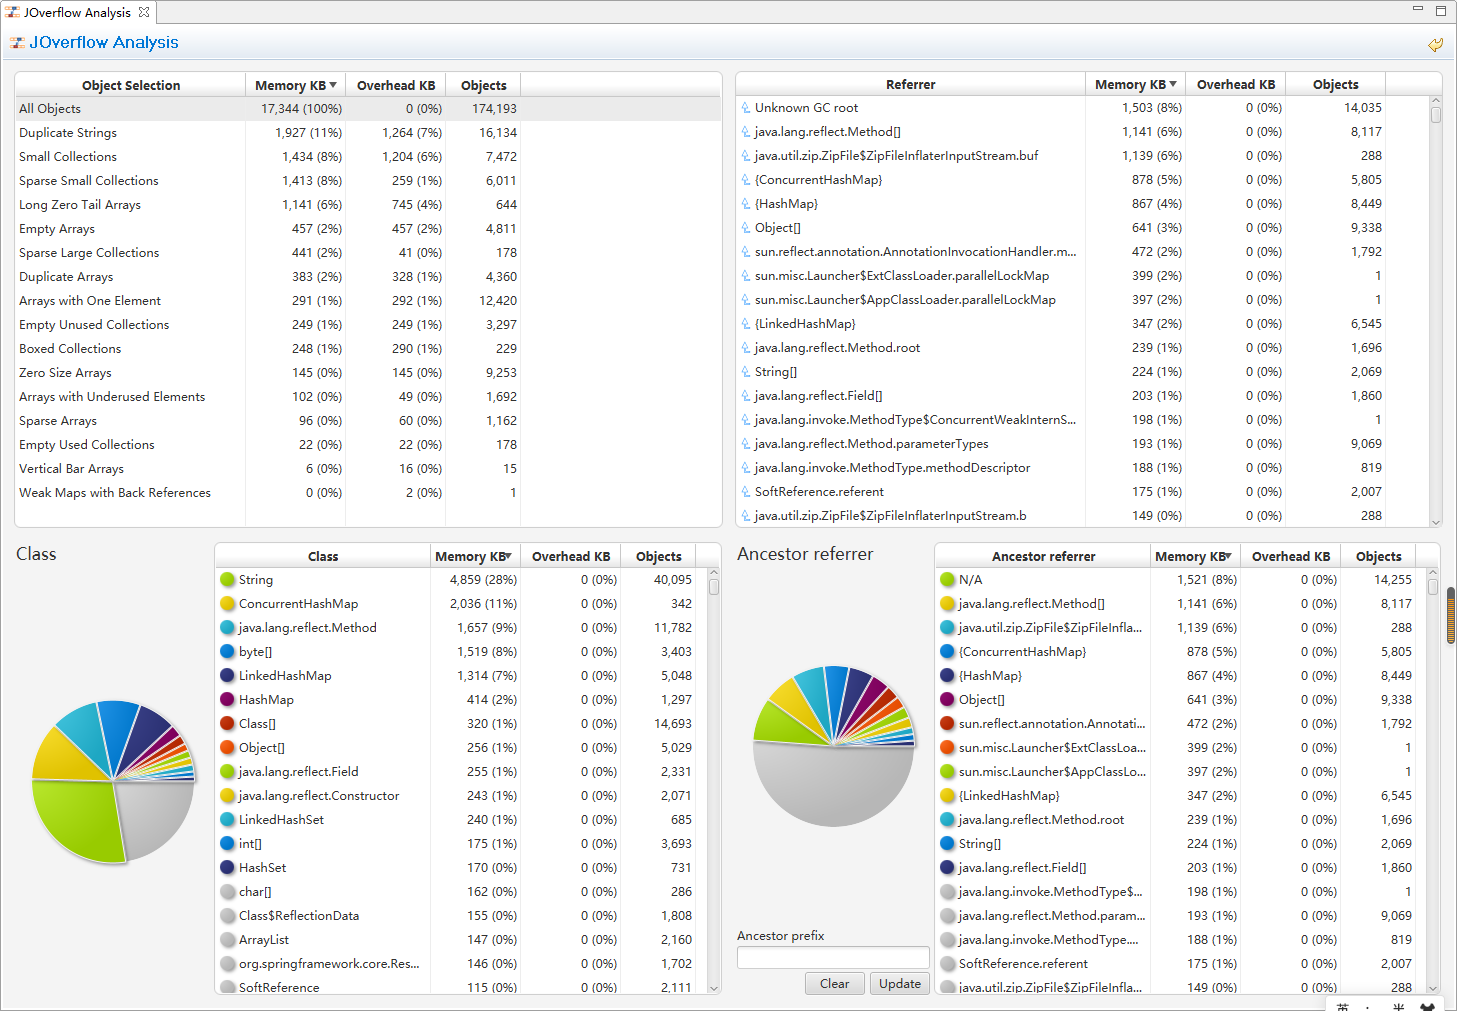 JOverflow Analysis
JOverflow Analysis
Object Selection Memory KB Overhead KB Objects
All Objects 17,344 (100%) 0 (0%) 174,193
Duplicate Strings 1,927 (11%) 1,264 (7%) 16,134
Small Collections 1,434 (8%) 1,204 (6%) 7,472
Sparse Small Collections 1,413 (8%) 259 (1%) 6,011
Long Zero Tail Arrays 1,141 (6%) 745 (4%) 644
Empty Arrays 457 (2%) 457 (2%) 4,811
Sparse Large Collections 441 (2%) 41 (0%) 178
Duplicate Arrays 383 (2%) 328 (1%) 4,360
Arrays with One Element 291 (1%) 292 (1%) 12,420
Empty Unused Collections 249 (1%) 249 (1%) 3,297
Boxed Collections 248 (1%) 290 (1%) 229
Zero Size Arrays 145 (0%) 145 (0%) 9,253
Arrays with Underused Elements 102 (0%) 49 (0%) 1,692
Sparse Arrays 96 (0%) 60 (0%) 1,162
Empty Used Collections 22 (0%) 22 (0%) 178
Vertical Bar Arrays 6 (0%) 16 (0%) 15
Weak Maps with Back References 0 (0%) 2 (0%) 1
Referrer Memory KB Overhead KB Objects
Unknown GC root 1,503 (8%) 0 (0%) 14,035
java.lang.reflect.Method[] 1,141 (6%) 0 (0%) 8,117
java.util.zip.ZipFile$ZipFileInflaterInputStream.buf 1,139 (6%) 0 (0%) 288
{ConcurrentHashMap} 878 (5%) 0 (0%) 5,805
{HashMap} 867 (4%) 0 (0%) 8,449
Object[] 641 (3%) 0 (0%) 9,338
sun.reflect.annotation.AnnotationInvocationHandler.m... 472 (2%) 0 (0%) 1,792
sun.misc.Launcher$ExtClassLoader.parallelLockMap 399 (2%) 0 (0%) 1
sun.misc.Launcher$AppClassLoader.parallelLockMap 397 (2%) 0 (0%) 1
{LinkedHashMap} 347 (2%) 0 (0%) 6,545
java.lang.reflect.Method.root 239 (1%) 0 (0%) 1,696
String[] 224 (1%) 0 (0%) 2,069
java.lang.reflect.Field[] 203 (1%) 0 (0%) 1,860
java.lang.invoke.MethodType$ConcurrentWeakInternS... 198 (1%) 0 (0%) 1
java.lang.reflect.Method.parameterTypes 193 (1%) 0 (0%) 9,069
java.lang.invoke.MethodType.methodDescriptor 188 (1%) 0 (0%) 819
SoftReference.referent 175 (1%) 0 (0%) 2,007
java.util.zip.ZipFile$ZipFileInflaterInputStream.b 149 (0%) 0 (0%) 288
Class
Class Memory KB Overhead KB Objects
String 4,859 (28%) 0 (0%) 40,095
ConcurrentHashMap 2,036 (11%) 0 (0%) 342
java.lang.reflect.Method 1,657 (9%) 0 (0%) 11,782
byte[] 1,519 (8%) 0 (0%) 3,403
LinkedHashMap 1,314 (7%) 0 (0%) 5,048
HashMap 414 (2%) 0 (0%) 1,297
Class[] 320 (1%) 0 (0%) 14,693
Object[] 256 (1%) 0 (0%) 5,029
java.lang.reflect.Field 255 (1%) 0 (0%) 2,331
java.lang.reflect.Constructor 243 (1%) 0 (0%) 2,071
LinkedHashSet 240 (1%) 0 (0%) 685
int[] 175 (1%) 0 (0%) 3,693
HashSet 170 (0%) 0 (0%) 731
char[] 162 (0%) 0 (0%) 286
Class$ReflectionData 155 (0%) 0 (0%) 1,808
ArrayList 147 (0%) 0 (0%) 2,160
org.springframework.core.Res... 146 (0%) 0 (0%) 1,702
SoftReference 115 (0%) 0 (0%) 2,111
Ancestor referrer
Ancestor prefix
Clear Update
Ancestor referrer Memory KB Overhead KB Objects
N/A 1,521 (8%) 0 (0%) 14,255
java.lang.reflect.Method[] 1,141 (6%) 0 (0%) 8,117
java.util.zip.ZipFile$ZipFileInfla... 1,139 (6%) 0 (0%) 288
{ConcurrentHashMap} 878 (5%) 0 (0%) 5,805
{HashMap} 867 (4%) 0 (0%) 8,449
Object[] 641 (3%) 0 (0%) 9,338
sun.reflect.annotation.Annotati... 472 (2%) 0 (0%) 1,792
sun.misc.Launcher$ExtClassLoa... 399 (2%) 0 (0%) 1
sun.misc.Launcher$AppClassLo... 397 (2%) 0 (0%) 1
{LinkedHashMap} 347 (2%) 0 (0%) 6,545
java.lang.reflect.Method.root 239 (1%) 0 (0%) 1,696
String[] 224 (1%) 0 (0%) 2,069
java.lang.reflect.Field[] 203 (1%) 0 (0%) 1,860
java.lang.invoke.MethodType$... 198 (1%) 0 (0%) 1
java.lang.reflect.Method.param... 193 (1%) 0 (0%) 9,069
java.lang.invoke.MethodType.... 188 (1%) 0 (0%) 819
SoftReference.referent 175 (1%) 0 (0%) 2,007
java.util.zip.ZipFile$ZipFileInfla... 149 (0%) 0 (0%) 288